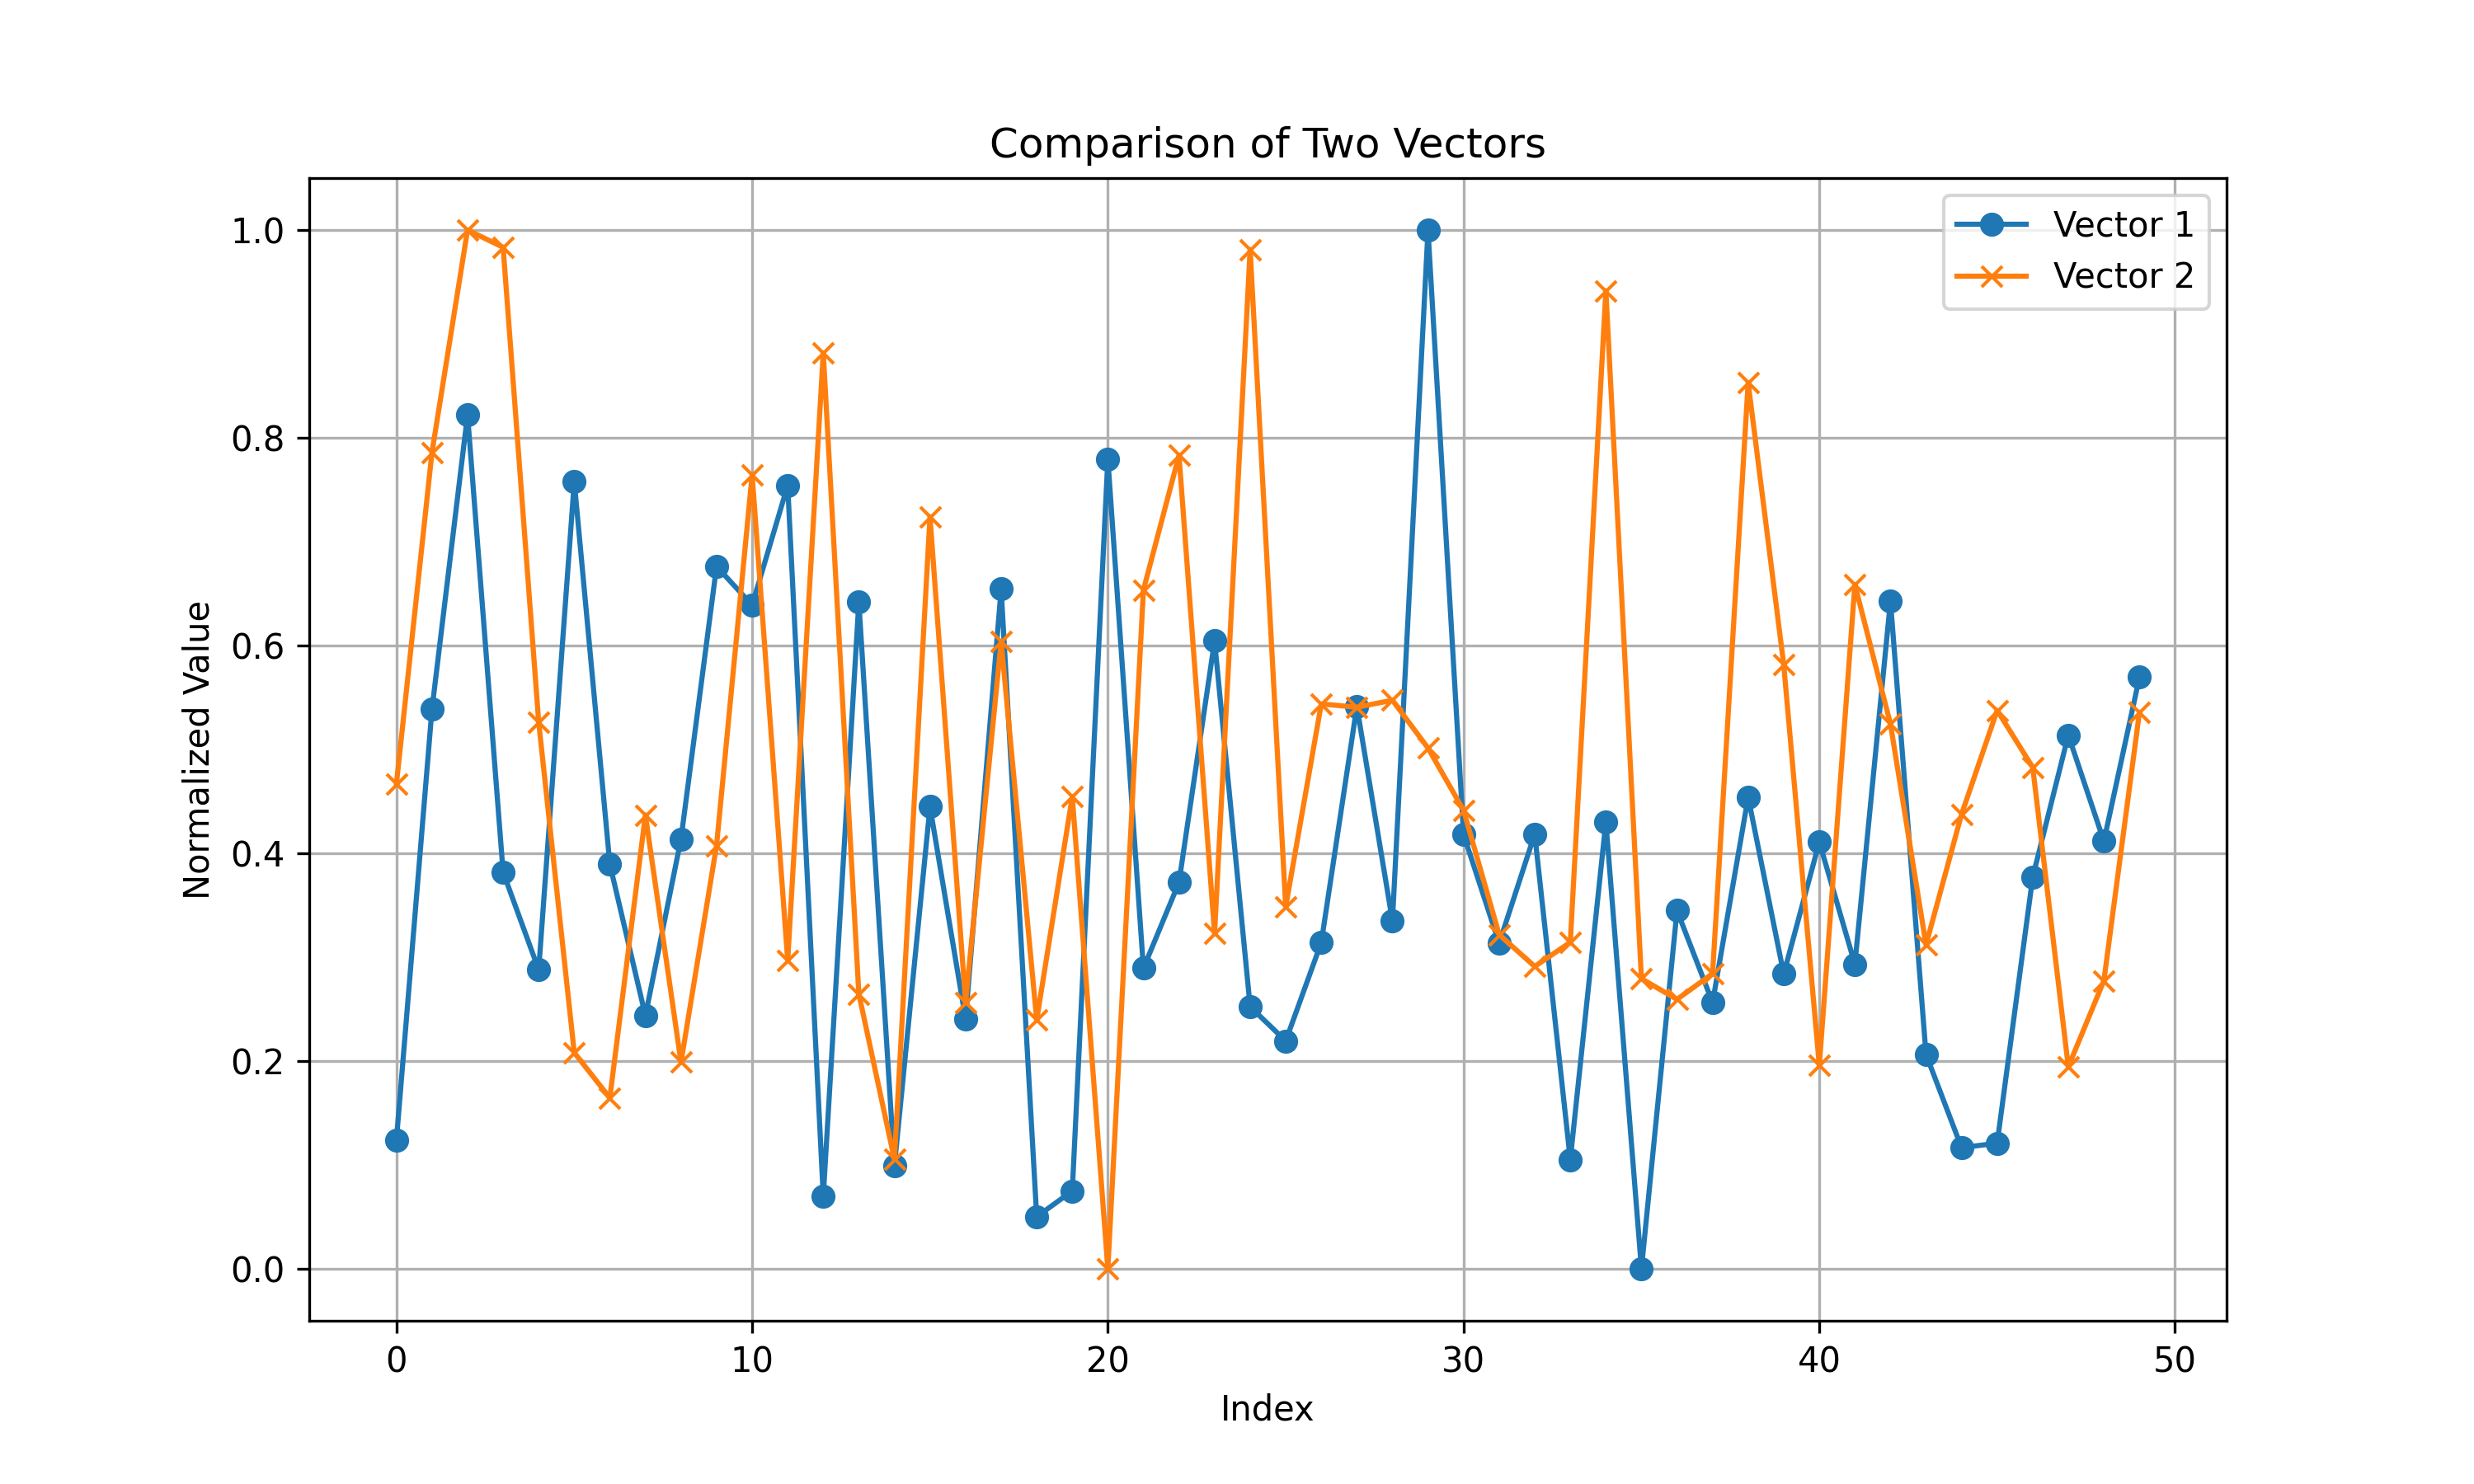 Comparison of Two Vectors
Vector 1
Vector 2
Normalized Value
1.0
0.8
0.6
0.4
0.2
0.0
0 10 20 30 40 50
Index